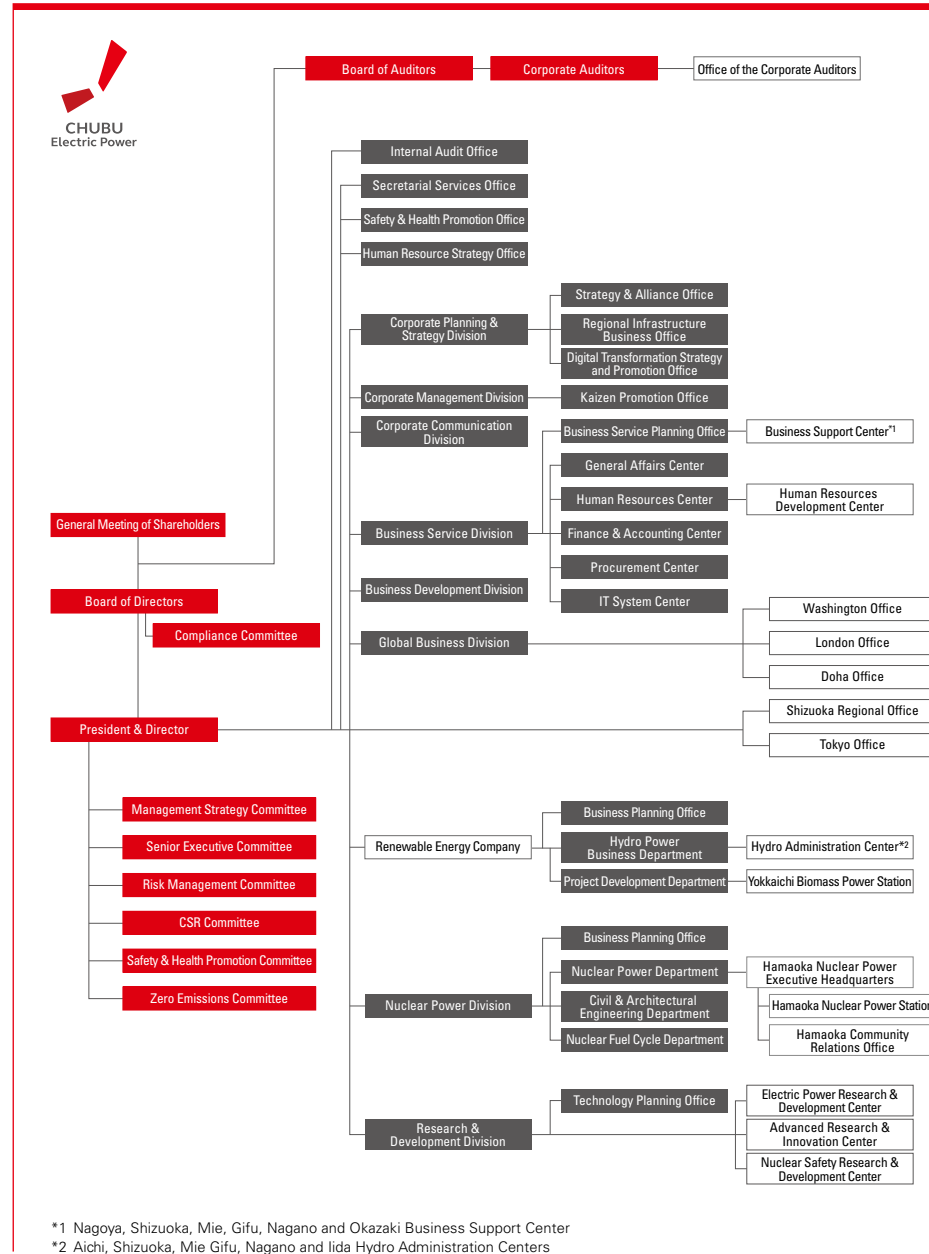 Board of Auditors
Corporate Auditors
Office of the Corporate Auditors
CHUBU
Electric Power
Internal Audit Office
Secretarial Services Office
Safety & Health Promotion Office
Human Resource Strategy Office
Corporate Planning &
Strategy Division
Strategy & Alliance Office
Regional Infrastructure
Business Office
Digital Transformation Strategy
and Promotion Office
Corporate Management Division
Kaizen Promotion Office
Corporate Communication
Division
Business Service Planning Office
Business Support Center*1
General Affairs Center
Human Resources Center
Human Resources
Development Center
General Meeting of Shareholders
Business Service Division
Finance & Accounting Center
Procurement Center
Business Development Division
IT System Center
Board of Directors
Compliance Committee
Global Business Division
Washington Office
London Office
Doha Office
President & Director
Shizuoka Regional Office
Tokyo Office
Management Strategy Committee
Senior Executive Committee
Risk Management Committee
CSR Committee
Safety & Health Promotion Committee
Zero Emissions Committee
Renewable Energy Company
Business Planning Office
Hydro Power
Business Department
Hydro Administration Center*2
Project Development Department
Yokkaichi Biomass Power Station
Nuclear Power Division
Business Planning Office
Nuclear Power Department
Hamaoka Nuclear Power
Executive Headquarters
Civil & Architectural
Engineering Department
Hamaoka Nuclear Power Station
Nuclear Fuel Cycle Department
Hamaoka Community
Relations Office
Research &
Development Division
Technology Planning Office
Electric Power Research &
Development Center
Advanced Research &
Innovation Center
Nuclear Safety Research &
Development Center
*1 Nagoya, Shizuoka, Mie, Gifu, Nagano and Okazaki Business Support Center
*2 Aichi, Shizuoka, Mie Gifu, Nagano and Iida Hydro Administration Centers